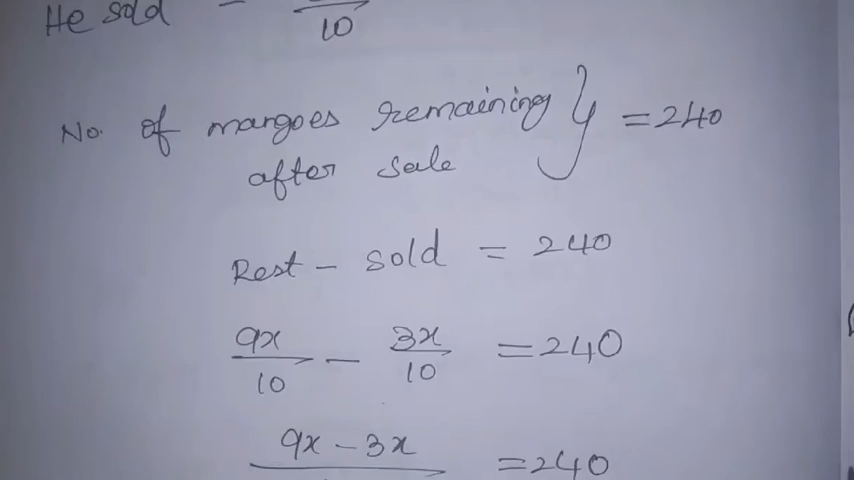 He sold - /10
No. of mangoes remaining } = 240
after sale
Rest - sold = 240
9x/10 - 3x/10 = 240
9x - 3x = 240